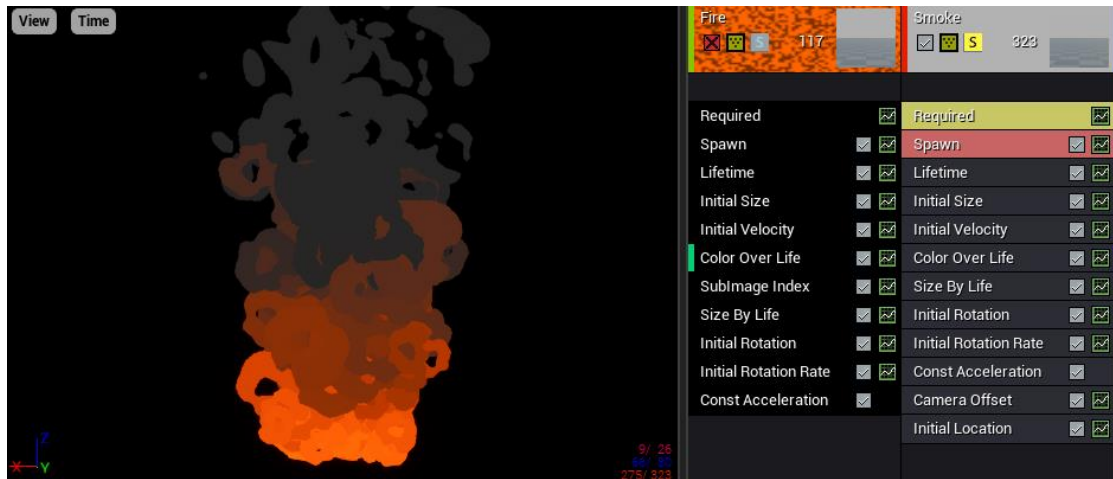 View Time
Fire
S 117
Smoke
S 323
Required
Spawn
Lifetime
Initial Size
Initial Velocity
Color Over Life
SubImage Index
Size By Life
Initial Rotation
Initial Rotation Rate
Const Acceleration
Required
Spawn
Lifetime
Initial Size
Initial Velocity
Color Over Life
Size By Life
Initial Rotation
Initial Rotation Rate
Const Acceleration
Camera Offset
Initial Location
Z
X Y
9/ 26
275/323